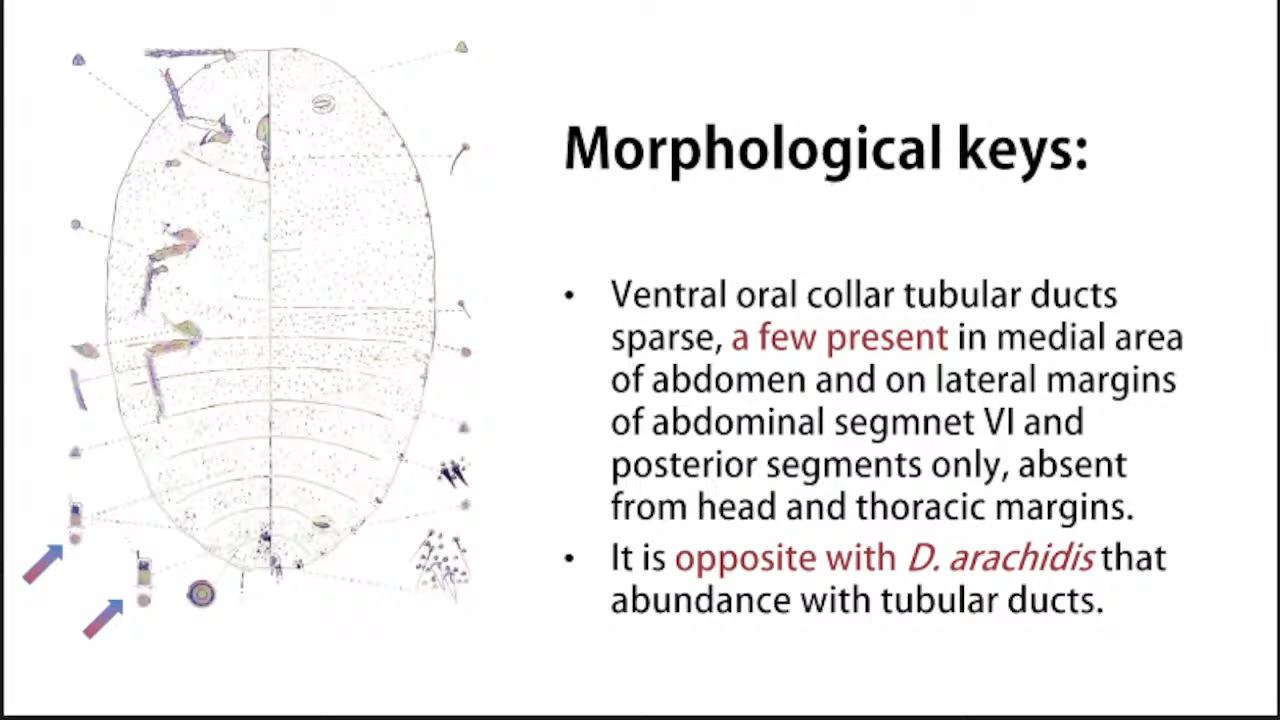 Morphological keys:
• Ventral oral collar tubular ducts
sparse, a few present in medial area
of abdomen and on lateral margins
of abdominal segmnet VI and
posterior segments only, absent
from head and thoracic margins.
• It is opposite with D. arachidis that
abundance with tubular ducts.